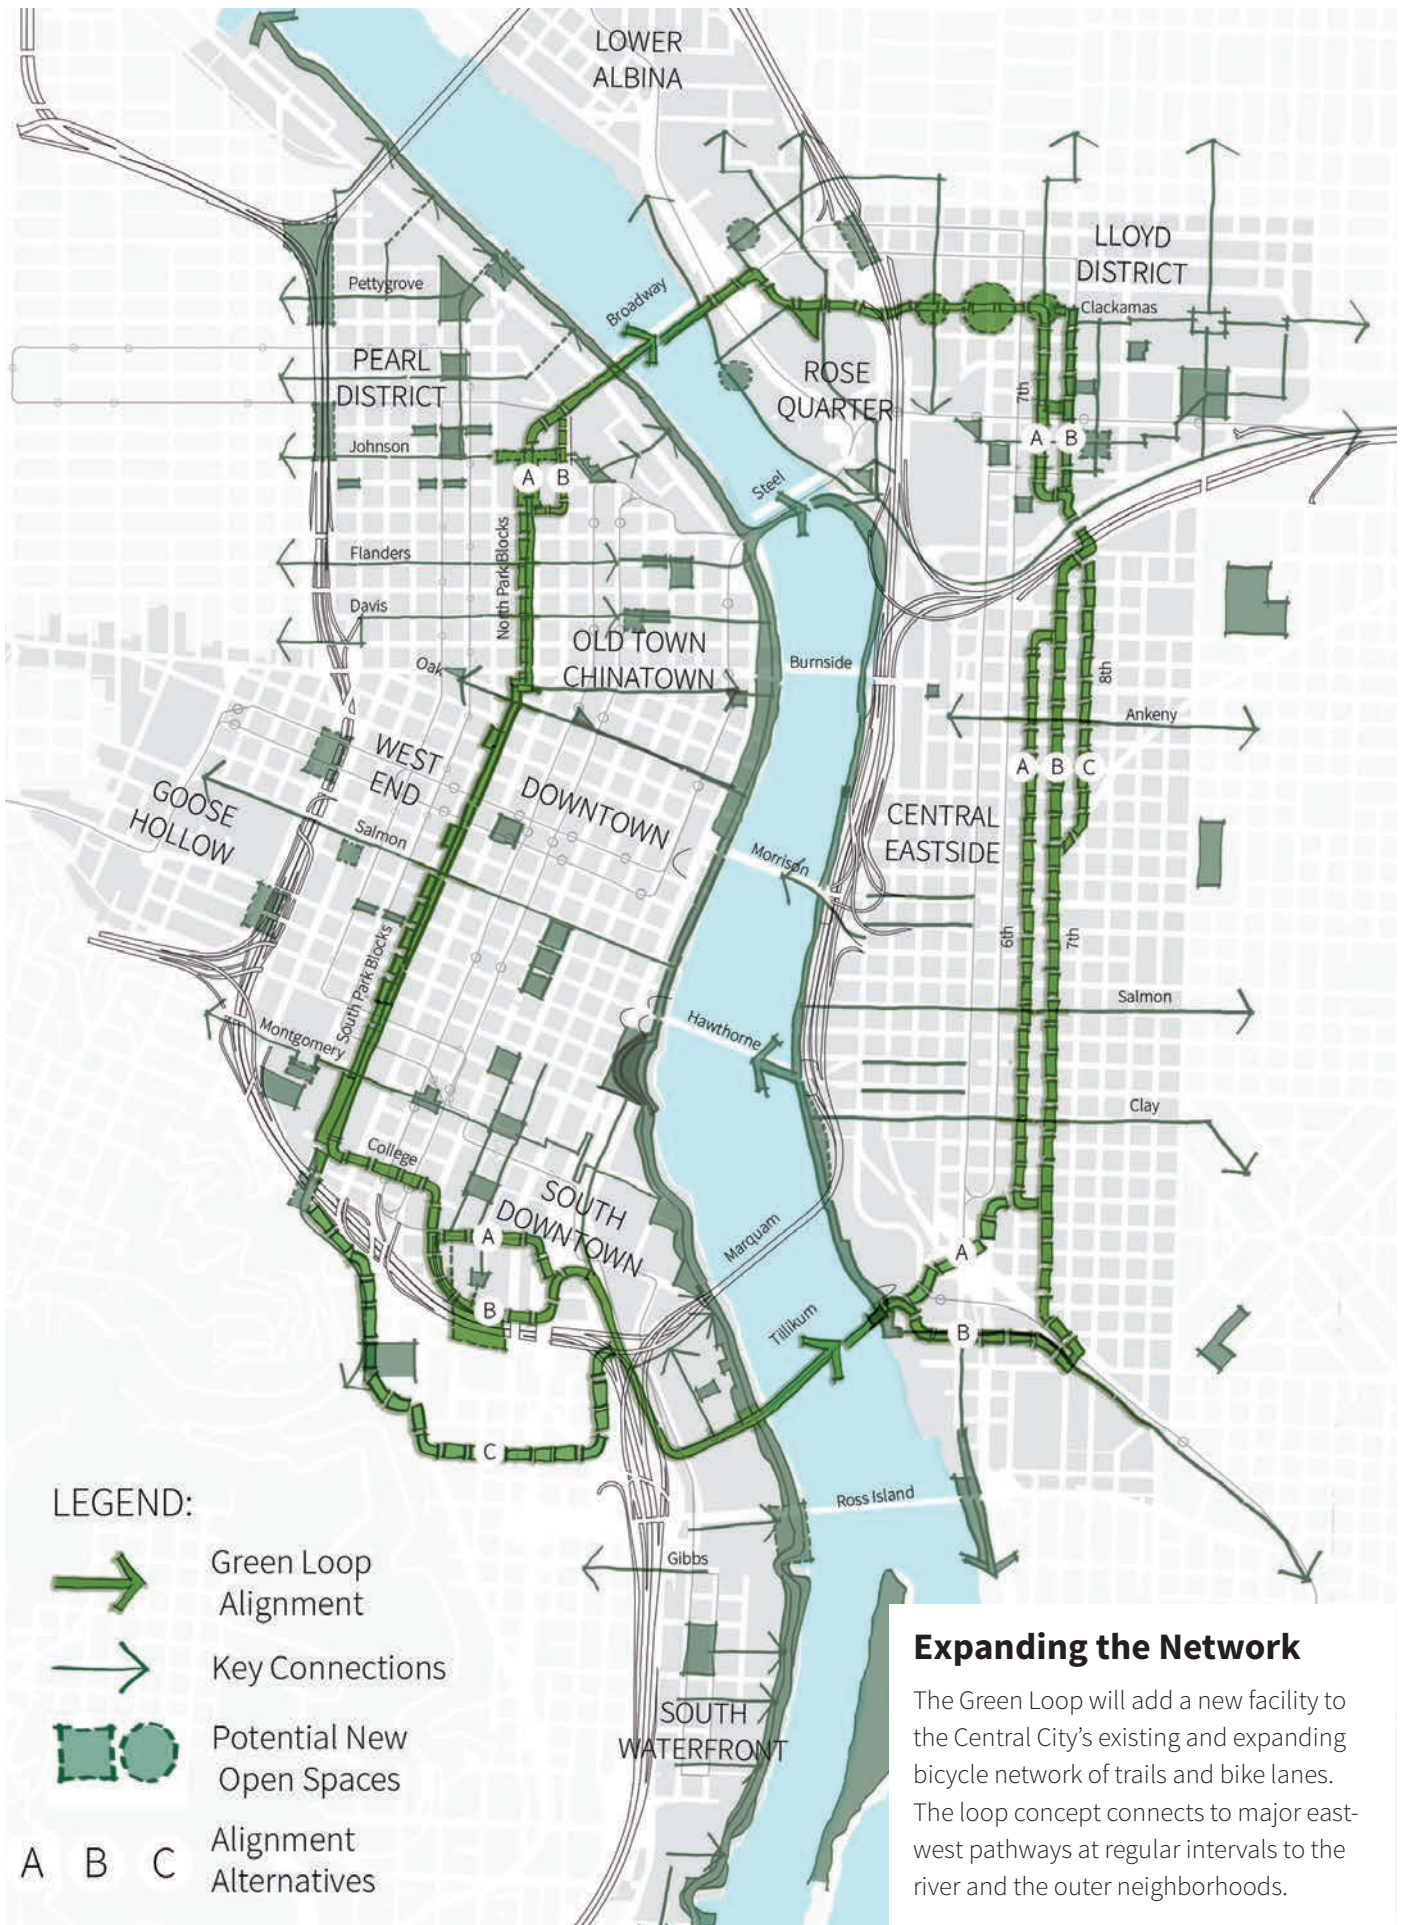 LOWER
ALBINA
LLOYD
DISTRICT
Pettygrove
Broadway
Clackamas
PEARL
DISTRICT
ROSE
QUARTER
7th
Johnson
A
B
A
B
Steel
North Park Blocks
Flanders
Davis
OLD TOWN
CHINATOWN
Burnside
Oak
8th
Ankeny
WEST
END
A
B
C
GOOSE
HOLLOW
DOWNTOWN
Salmon
CENTRAL
EASTSIDE
Morrison
South Park Blocks
6th
7th
Salmon
Hawthorne
Montgomery
Clay
College
SOUTH
DOWNTOWN
A
Marquam
A
B
Tillikum
B
C
Ross Island
Gibbs
SOUTH
WATERFRONT
LEGEND:
Green Loop
Alignment
Key Connections
Potential New
Open Spaces
A B C
Alignment
Alternatives
Expanding the Network
The Green Loop will add a new facility to
the Central City’s existing and expanding
bicycle network of trails and bike lanes.
The loop concept connects to major east-
west pathways at regular intervals to the
river and the outer neighborhoods.